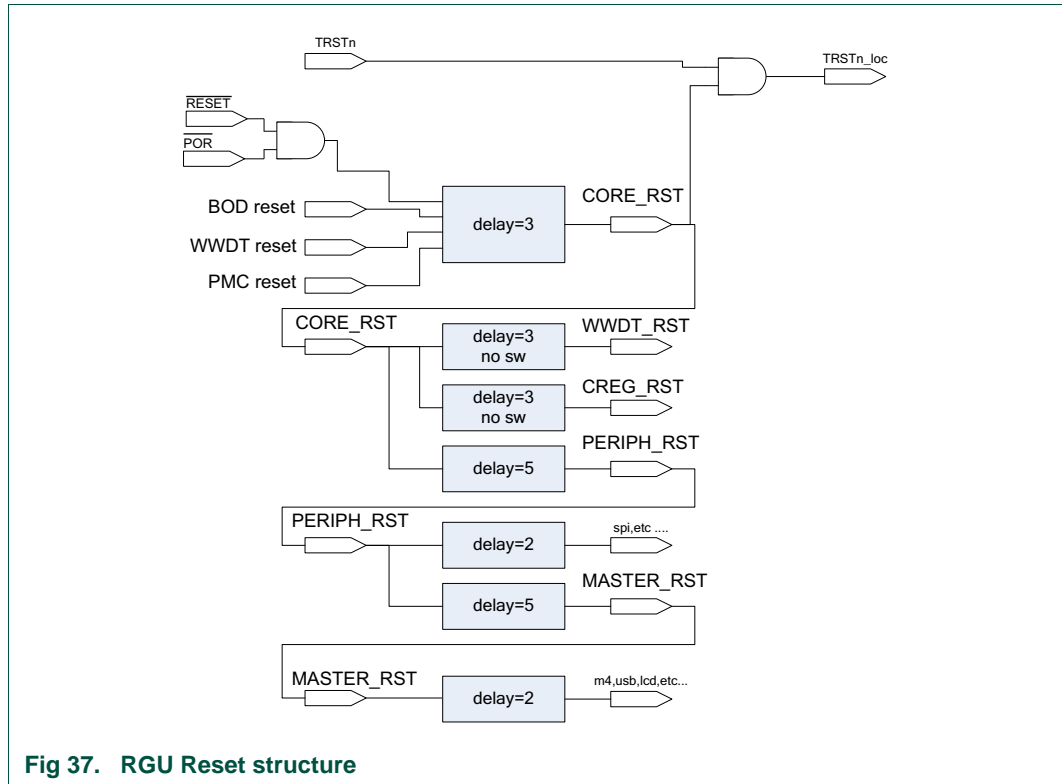 TRSTn
TRSTn_loc
RESET
POR
BOD reset
WWDT reset
PMC reset
delay=3
CORE_RST
CORE_RST
delay=3
no sw
WWDT_RST
delay=3
no sw
CREG_RST
delay=5
PERIPH_RST
PERIPH_RST
delay=2
spi,etc ....
delay=5
MASTER_RST
MASTER_RST
delay=2
m4,usb,lcd,etc...
Fig 37. RGU Reset structure